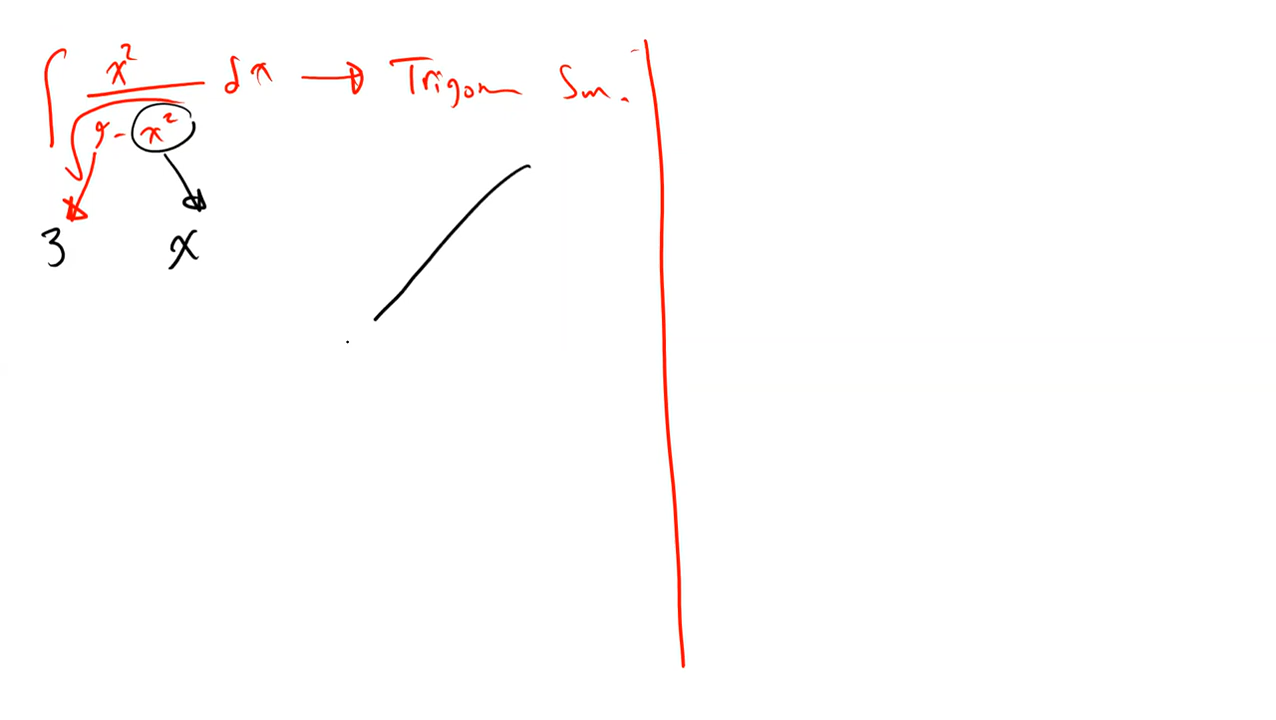 ∫ x² / √(9 - x²) dx → Trigon Sm.
3 x